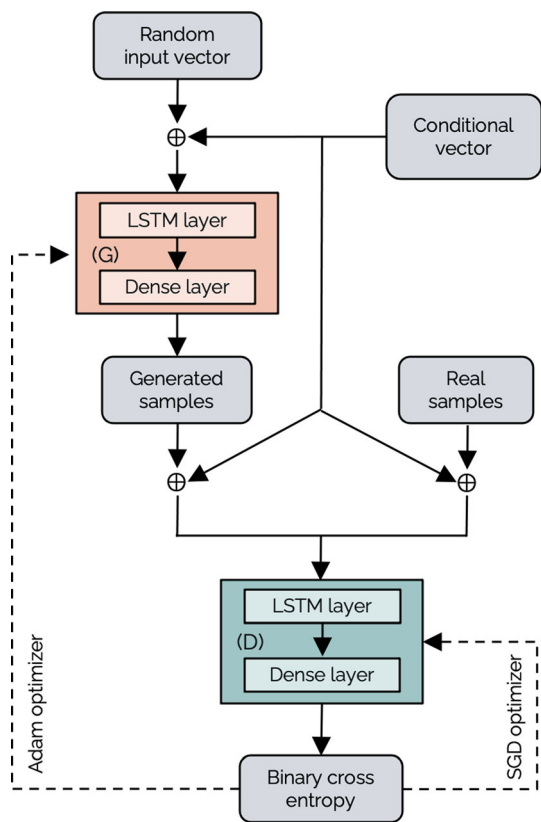 Random
input vector
Conditional
vector
LSTM layer
(G)
Dense layer
Generated
samples
Real
samples
LSTM layer
(D)
Dense layer
Adam optimizer
SGD optimizer
Binary cross
entropy